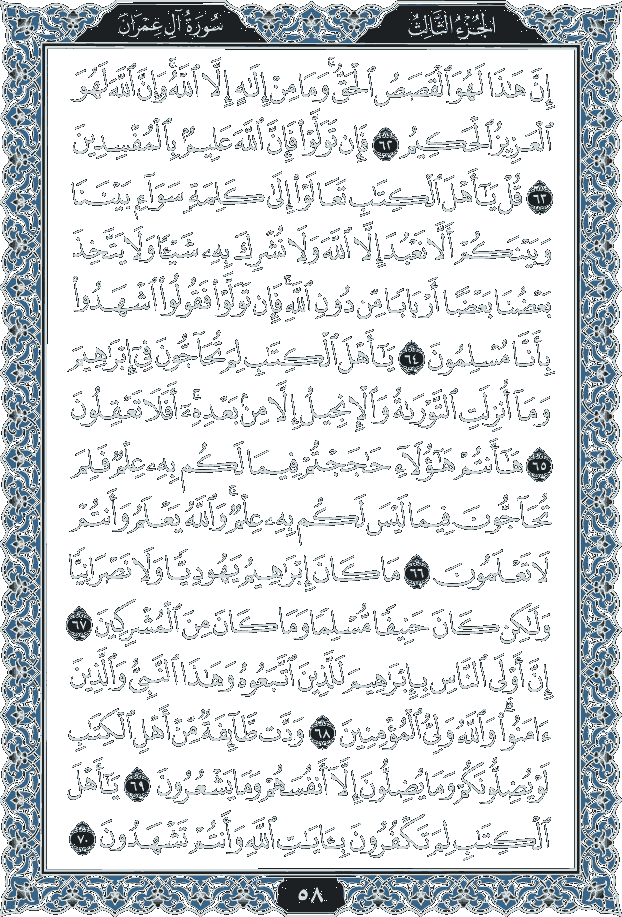 الجزء الثالث
سورة آل عمران
إِنَّ هَٰذَا لَهُوَ ٱلْقَصَصُ ٱلْحَقُّ ۚ وَمَا مِنْ إِلَٰهٍ إِلَّا ٱللَّهُ ۚ وَإِنَّ ٱللَّهَ لَهُوَ
ٱلْعَزِيزُ ٱلْحَكِيمُ ٦٢ فَإِن تَوَلَّوْا۟ فَإِنَّ ٱللَّهَ عَلِيمٌۢ بِٱلْمُفْسِدِينَ
٦٣ قُلْ يَٰٓأَهْلَ ٱلْكِتَٰبِ تَعَالَوْا۟ إِلَىٰ كَلِمَةٍ سَوَآءٍۭ بَيْنَنَا
وَبَيْنَكُمْ أَلَّا نَعْبُدَ إِلَّا ٱللَّهَ وَلَا نُشْرِكَ بِهِۦ شَيْـًٔا وَلَا يَتَّخِذَ
بَعْضُنَا بَعْضًا أَرْبَابًا مِّن دُونِ ٱللَّهِ ۚ فَإِن تَوَلَّوْا۟ فَقُولُوا۟ ٱشْهَدُوا۟
بِأَنَّا مُسْلِمُونَ ٦٤ يَٰٓأَهْلَ ٱلْكِتَٰبِ لِمَ تُحَآجُّونَ فِىٓ إِبْرَٰهِيمَ
وَمَآ أُنزِلَتِ ٱلتَّوْرَىٰةُ وَٱلْإِنجِيلُ إِلَّا مِنۢ بَعْدِهِۦٓ ۚ أَفَلَا تَعْقِلُونَ
٦٥ هَٰٓأَنتُمْ هَٰٓؤُلَآءِ حَٰجَجْتُمْ فِيمَا لَكُم بِهِۦ عِلْمٌ فَلِمَ
تُحَآجُّونَ فِيمَا لَيْسَ لَكُم بِهِۦ عِلْمٌ ۚ وَٱللَّهُ يَعْلَمُ وَأَنتُمْ
لَا تَعْلَمُونَ ٦٦ مَا كَانَ إِبْرَٰهِيمُ يَهُودِيًّا وَلَا نَصْرَانِيًّا
وَلَٰكِن كَانَ حَنِيفًا مُّسْلِمًا وَمَا كَانَ مِنَ ٱلْمُشْرِكِينَ ٦٧
إِنَّ أَوْلَى ٱلنَّاسِ بِإِبْرَٰهِيمَ لَلَّذِينَ ٱتَّبَعُوهُ وَهَٰذَا ٱلنَّبِىُّ وَٱلَّذِينَ
ءَامَنُوا۟ ۗ وَٱللَّهُ وَلِىُّ ٱلْمُؤْمِنِينَ ٦٨ وَدَّت طَّآئِفَةٌ مِّنْ أَهْلِ ٱلْكِتَٰبِ
لَوْ يُضِلُّونَكُمْ وَمَا يُضِلُّونَ إِلَّآ أَنفُسَهُمْ وَمَا يَشْعُرُونَ ٦٩ يَٰٓأَهْلَ
ٱلْكِتَٰبِ لِمَ تَكْفُرُونَ بِـَٔايَٰتِ ٱللَّهِ وَأَنتُمْ تَشْهَدُونَ ٧٠
٥٨